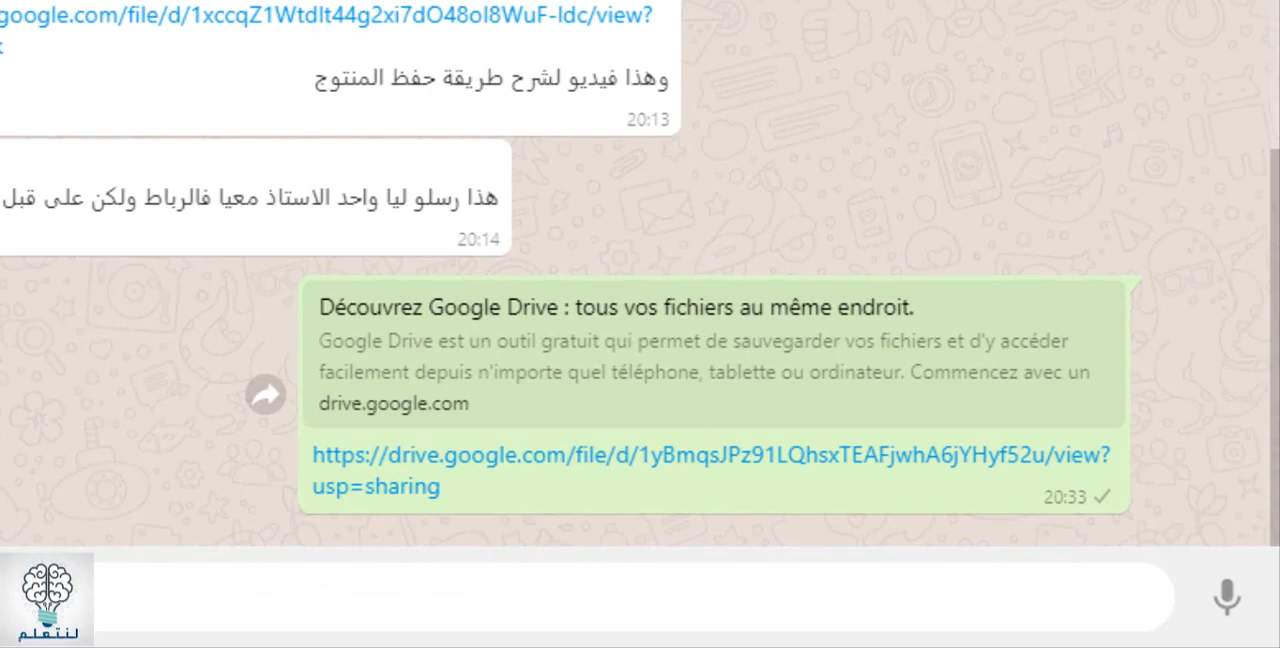 google.com/file/d/1xccqZ1WtdIt44g2xi7dO48oI8WuF-Idc/view?
وهذا فيديو لشرح طريقة حفظ المنتوج
20:13
هذا رسلو ليا واحد الاستاذ معيا فالرباط ولكن على قبل
20:14
Découvrez Google Drive : tous vos fichiers au même endroit.
Google Drive est un outil gratuit qui permet de sauvegarder vos fichiers et d'y accéder
facilement depuis n'importe quel téléphone, tablette ou ordinateur. Commencez avec un
drive.google.com
https://drive.google.com/file/d/1yBmqsJPz91LQhsxTEAFjwhA6jYHyf52u/view?
usp=sharing
20:33
لنتعلم